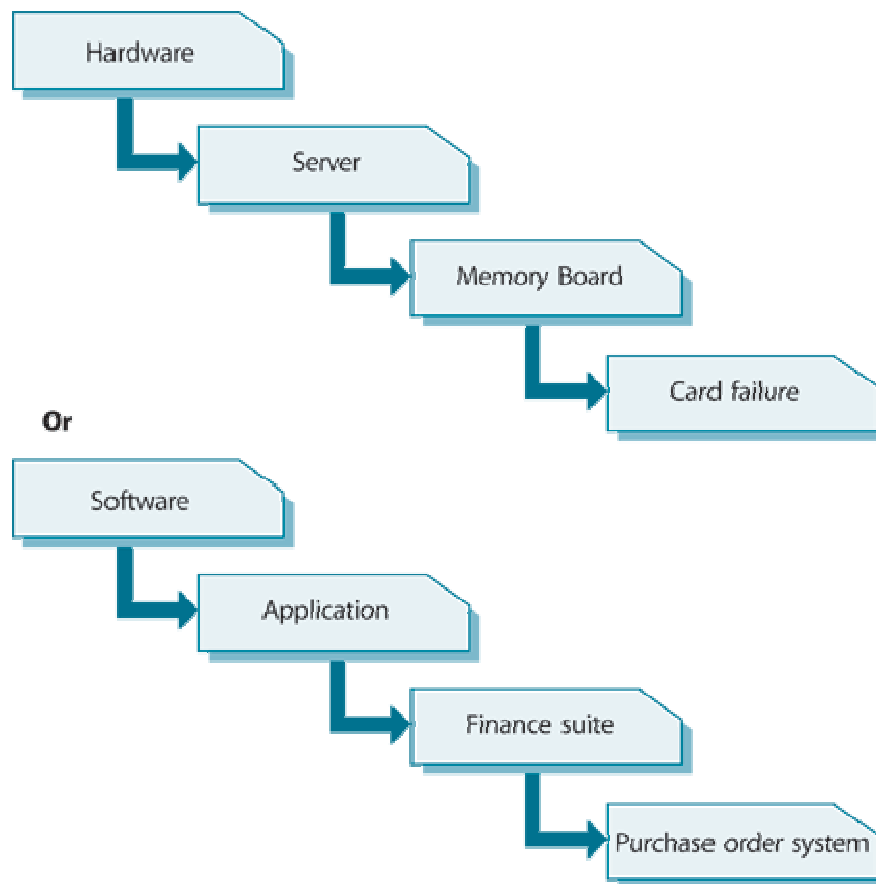 Hardware
Server
Memory Board
Card failure
Or
Software
Application
Finance suite
Purchase order system